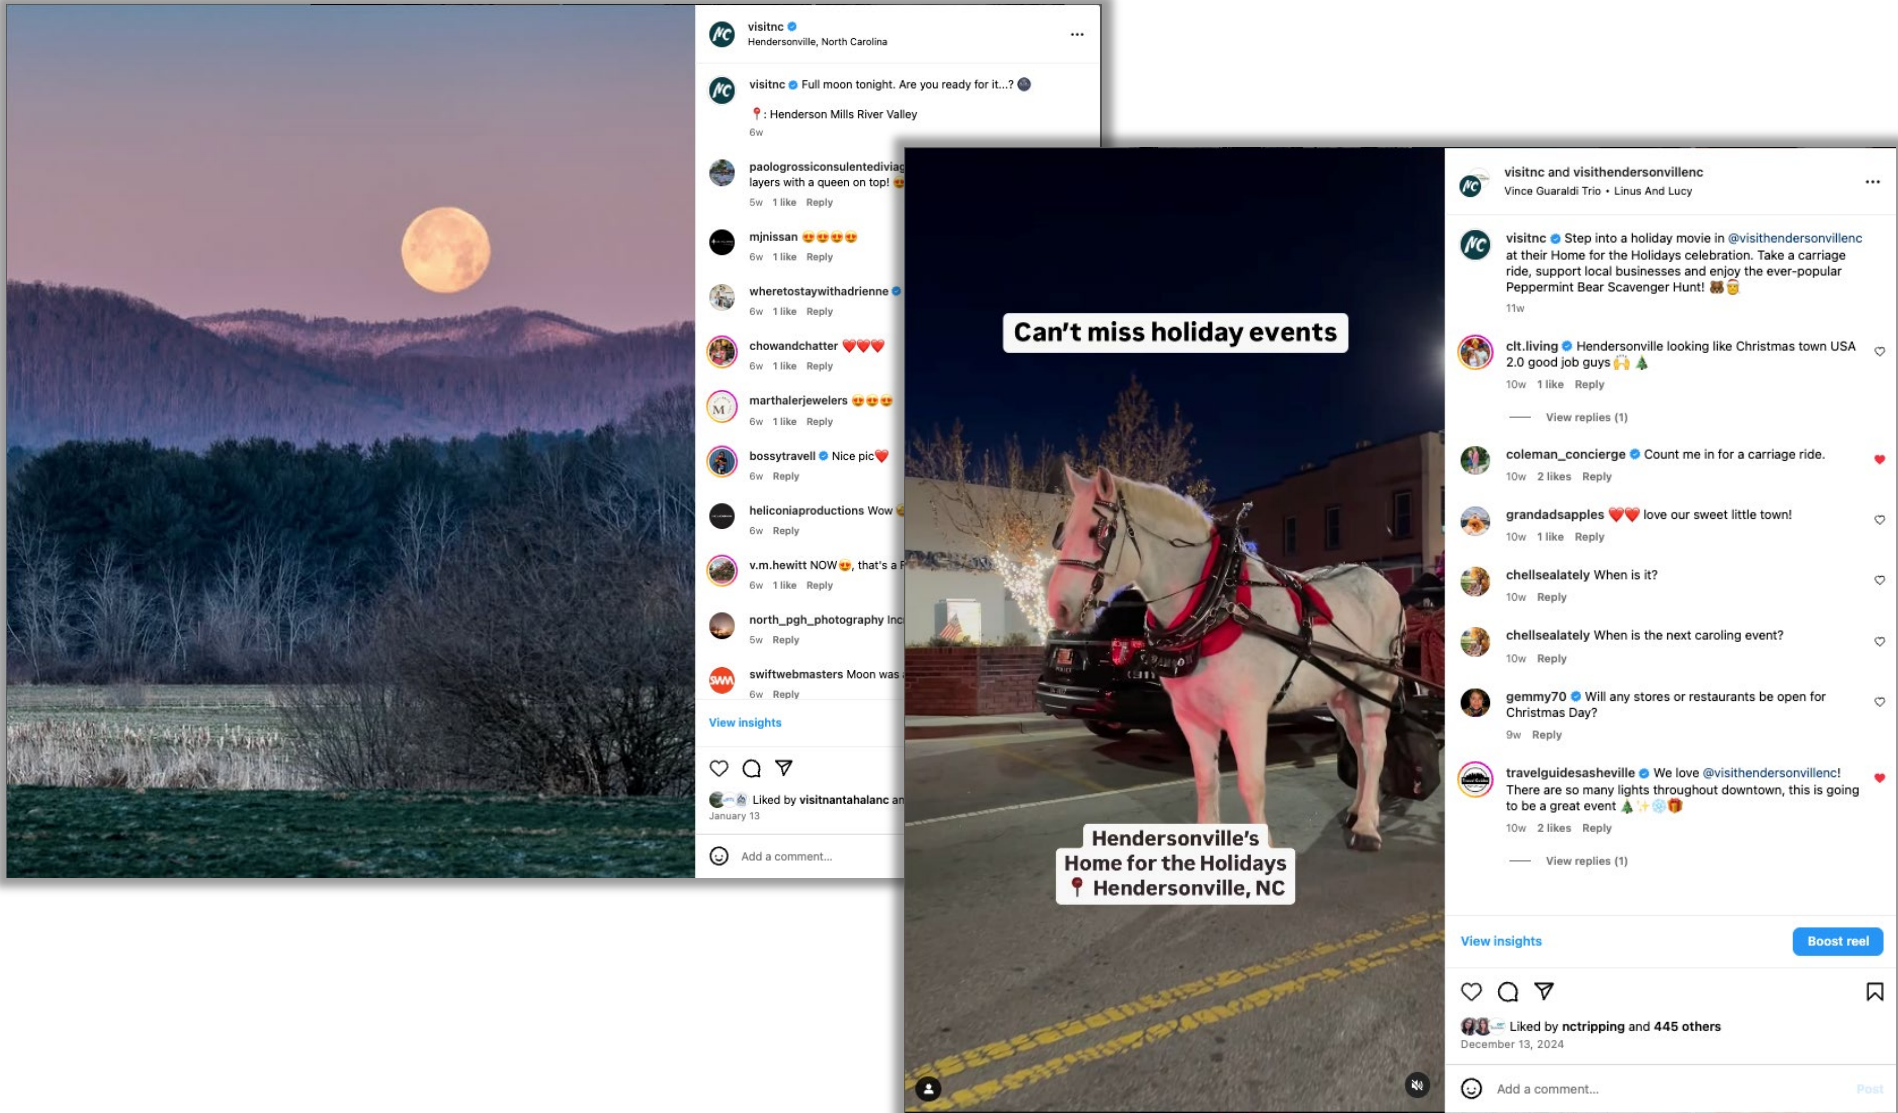 visitnc
Hendersonville, North Carolina
visitnc Full moon tonight. Are you ready for it...? 🌚
📍: Henderson Mills River Valley
6w
paologrossiconsulentediviag
layers with a queen on top! 😍
5w 1 like Reply
mjnissan 😍😍😍😍
6w 1 like Reply
wheretostaywithadrienne
6w 1 like Reply
chowandchatter ❤️❤️❤️
6w 1 like Reply
marthalerjewelers 😍😍😍
6w 1 like Reply
bossytravell Nice pic❤️
6w Reply
heliconiaproductions Wow
6w Reply
v.m.hewitt NOW😍, that's a
6w 1 like Reply
north_pgh_photography Inc
5w Reply
swiftwebmasters Moon was
6w Reply
View insights
Liked by visitnantahalanc an
January 13
Add a comment...
Can't miss holiday events
Hendersonville's
Home for the Holidays
📍 Hendersonville, NC
visitnc and visithendersonvillenc
Vince Guaraldi Trio • Linus And Lucy
visitnc Step into a holiday movie in @visithendersonvillenc
at their Home for the Holidays celebration. Take a carriage
ride, support local businesses and enjoy the ever-popular
Peppermint Bear Scavenger Hunt! 🐻🎅
11w
clt.living Hendersonville looking like Christmas town USA
2.0 good job guys 🙌 🎄
10w 1 like Reply
View replies (1)
coleman_concierge Count me in for a carriage ride.
10w 2 likes Reply
grandadsapples ❤️❤️ love our sweet little town!
10w 1 like Reply
chellsealately When is it?
10w Reply
chellsealately When is the next caroling event?
10w Reply
gemmy70 Will any stores or restaurants be open for
Christmas Day?
9w Reply
travelguidesasheville We love @visithendersonvillenc!
There are so many lights throughout downtown, this is going
to be a great event 🎄✨❄️🎁
10w 2 likes Reply
View replies (1)
View insights
Boost reel
Liked by nctripping and 445 others
December 13, 2024
Add a comment...
Post